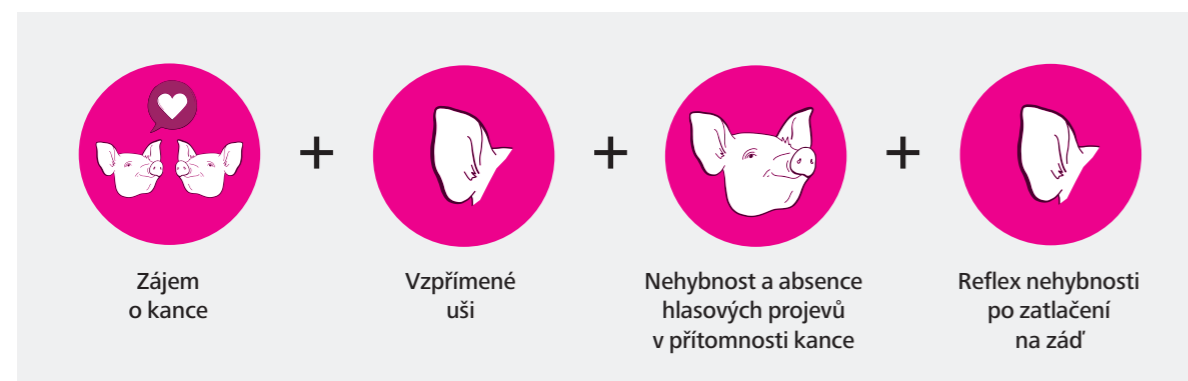 +
+
+
Zájem
o kance
Vzpřímené
uši
Nehybnost a absence
hlasových projevů
v přítomnosti kance
Reflex nehybnosti
po zatlačení
na záď